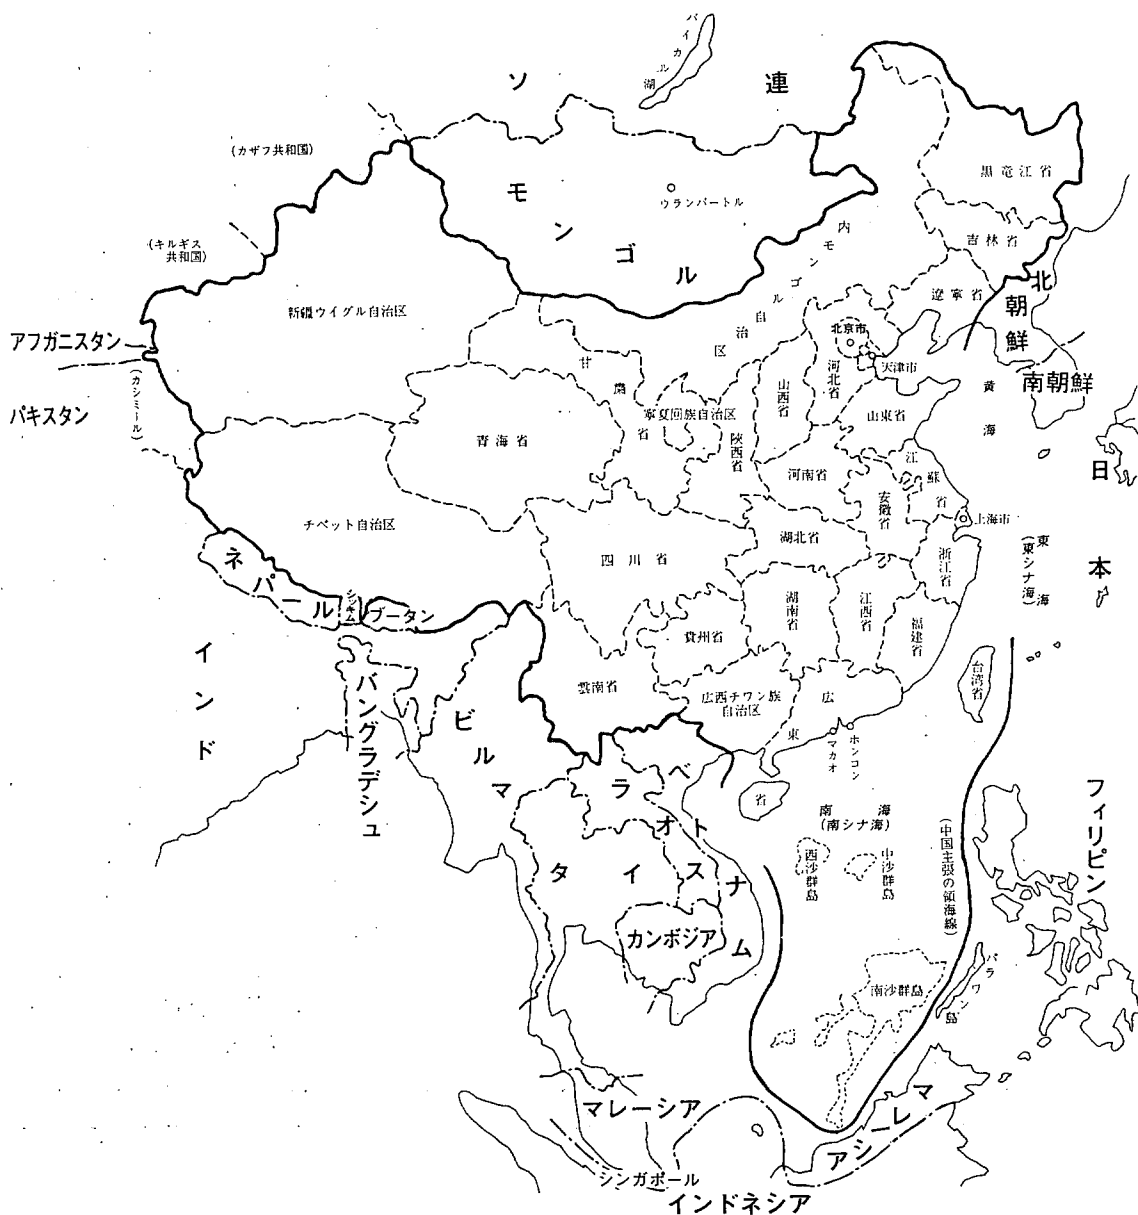 バイカル湖
ソ連
(カザフ共和国)
モンゴル
ウランバートル
黒竜江省
(キルギス
共和国)
吉林省
内モンゴル自治区
遼寧省
北朝鮮
新疆ウイグル自治区
北京市
アフガニスタン
天津市
甘粛省
河北省
山西省
黄海
南朝鮮
(カシミール)
パキスタン
寧夏回族自治区
山東省
青海省
陝西省
河南省
江蘇省
日本
安徽省
チベット自治区
上海市
四川省
湖北省
浙江省
東海
(東シナ海)
ネパール
シッキム
ブータン
湖南省
江西省
福建省
貴州省
インド
バングラデシュ
雲南省
広西チワン族
自治区
広東省
台湾省
ビルマ
マカオ
ホンコン
ラオス
ベトナム
南海
(南シナ海)
フィリピン
(中国主張の領海線)
西沙群島
中沙群島
タイ
カンボジア
南沙群島
パラワン島
マレーシア
マレーシア
シンガポール
インドネシア